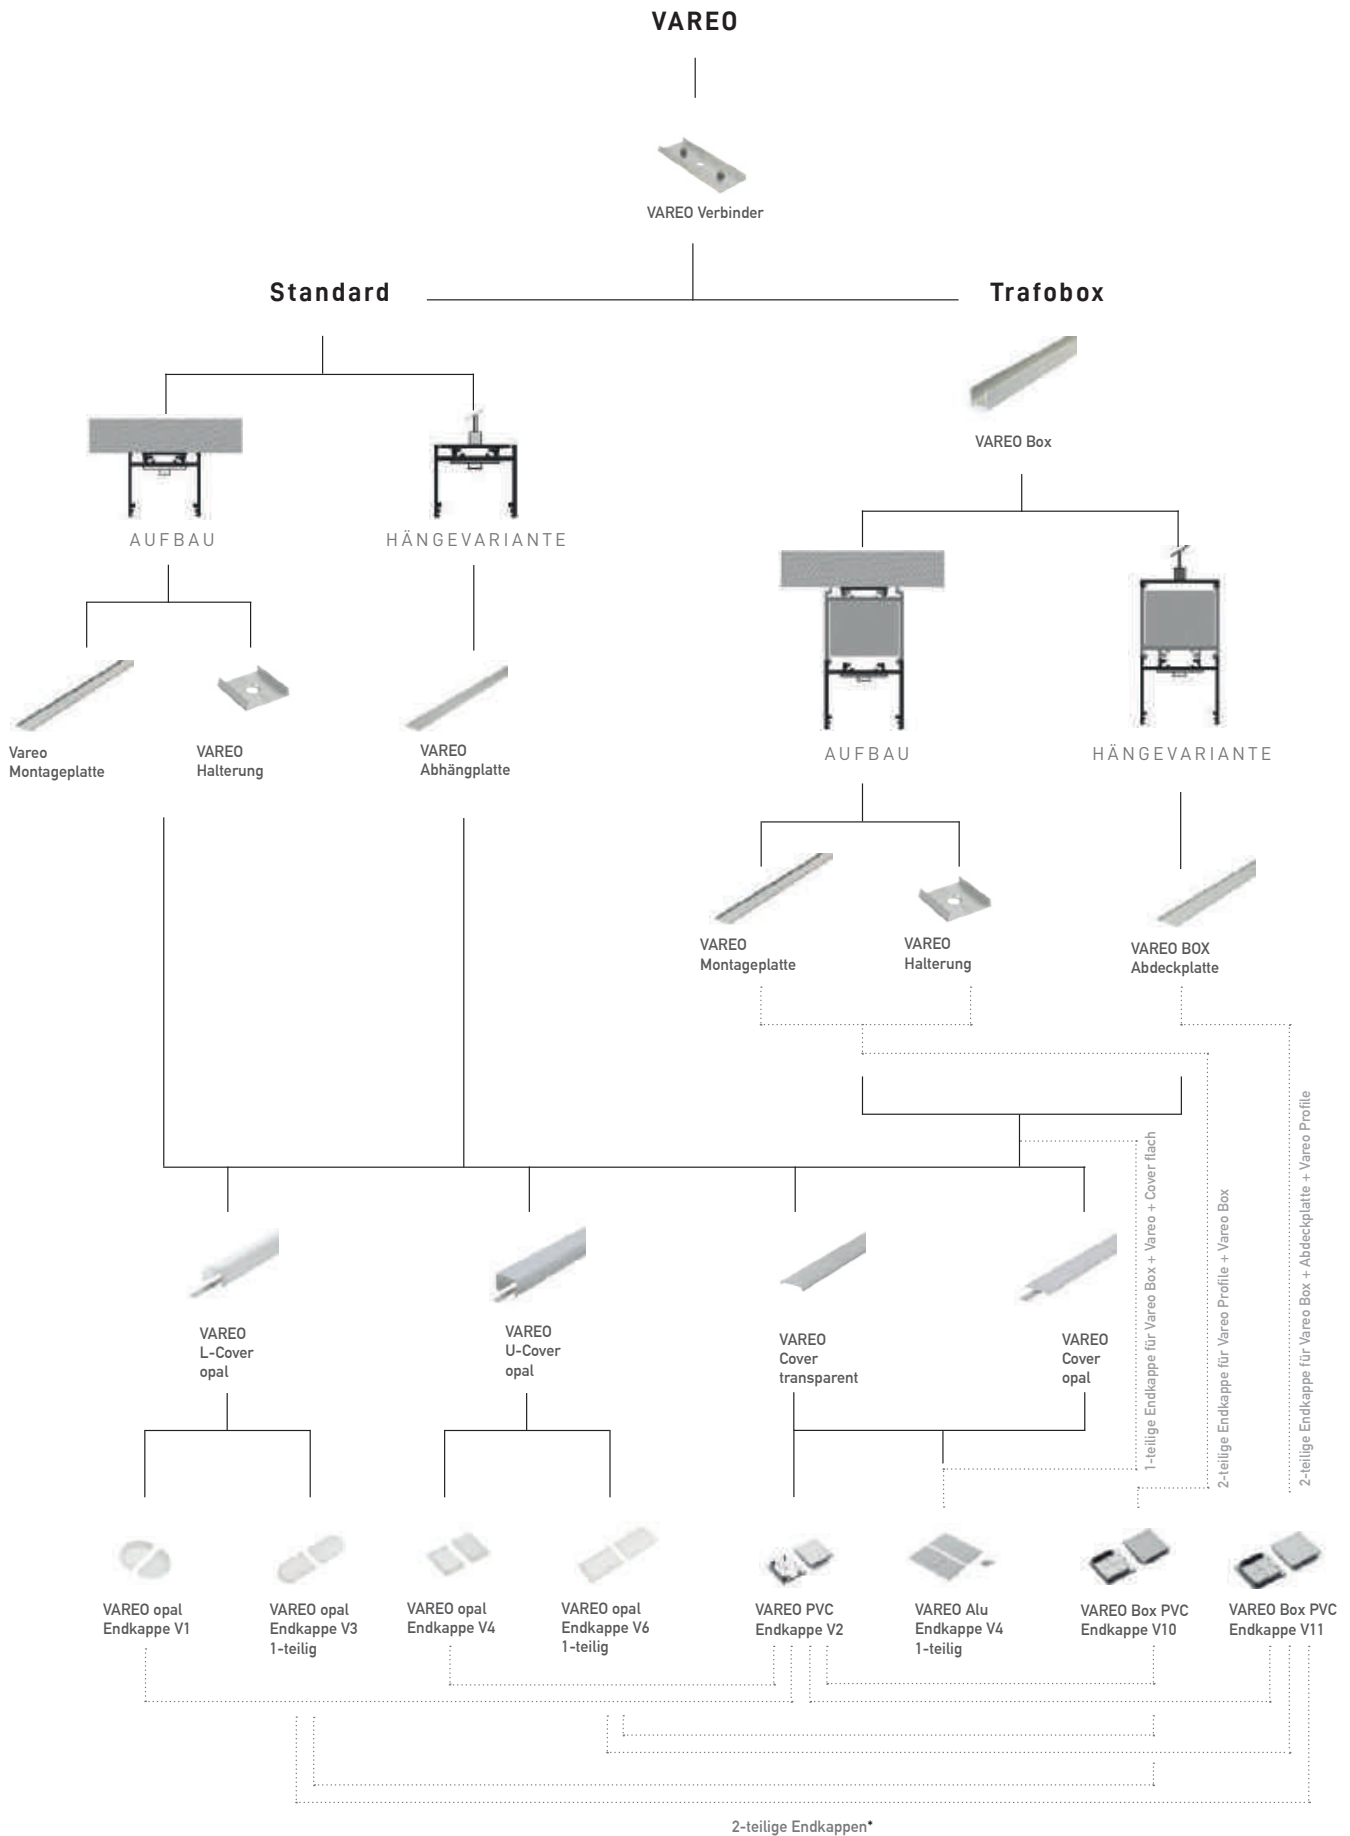 VAREO
VAREO Verbinder
Standard
Trafobox
VAREO Box
AUFBAU
HÄNGEVARIANTE
AUFBAU
HÄNGEVARIANTE
Vareo
Montageplatte
VAREO
Halterung
VAREO
Abhängplatte
VAREO
Montageplatte
VAREO
Halterung
VAREO BOX
Abdeckplatte
1-teilige Endkappe für Vareo Box + Vareo + Cover flach
2-teilige Endkappe für Vareo Profile + Vareo Box
2-teilige Endkappe für Vareo Box + Abdeckplatte + Vareo Profile
VAREO
L-Cover
opal
VAREO
U-Cover
opal
VAREO
Cover
transparent
VAREO
Cover
opal
VAREO opal
Endkappe V1
VAREO opal
Endkappe V3
1-teilig
VAREO opal
Endkappe V4
VAREO opal
Endkappe V6
1-teilig
VAREO PVC
Endkappe V2
VAREO Alu
Endkappe V4
1-teilig
VAREO Box PVC
Endkappe V10
VAREO Box PVC
Endkappe V11
2-teilige Endkappen*